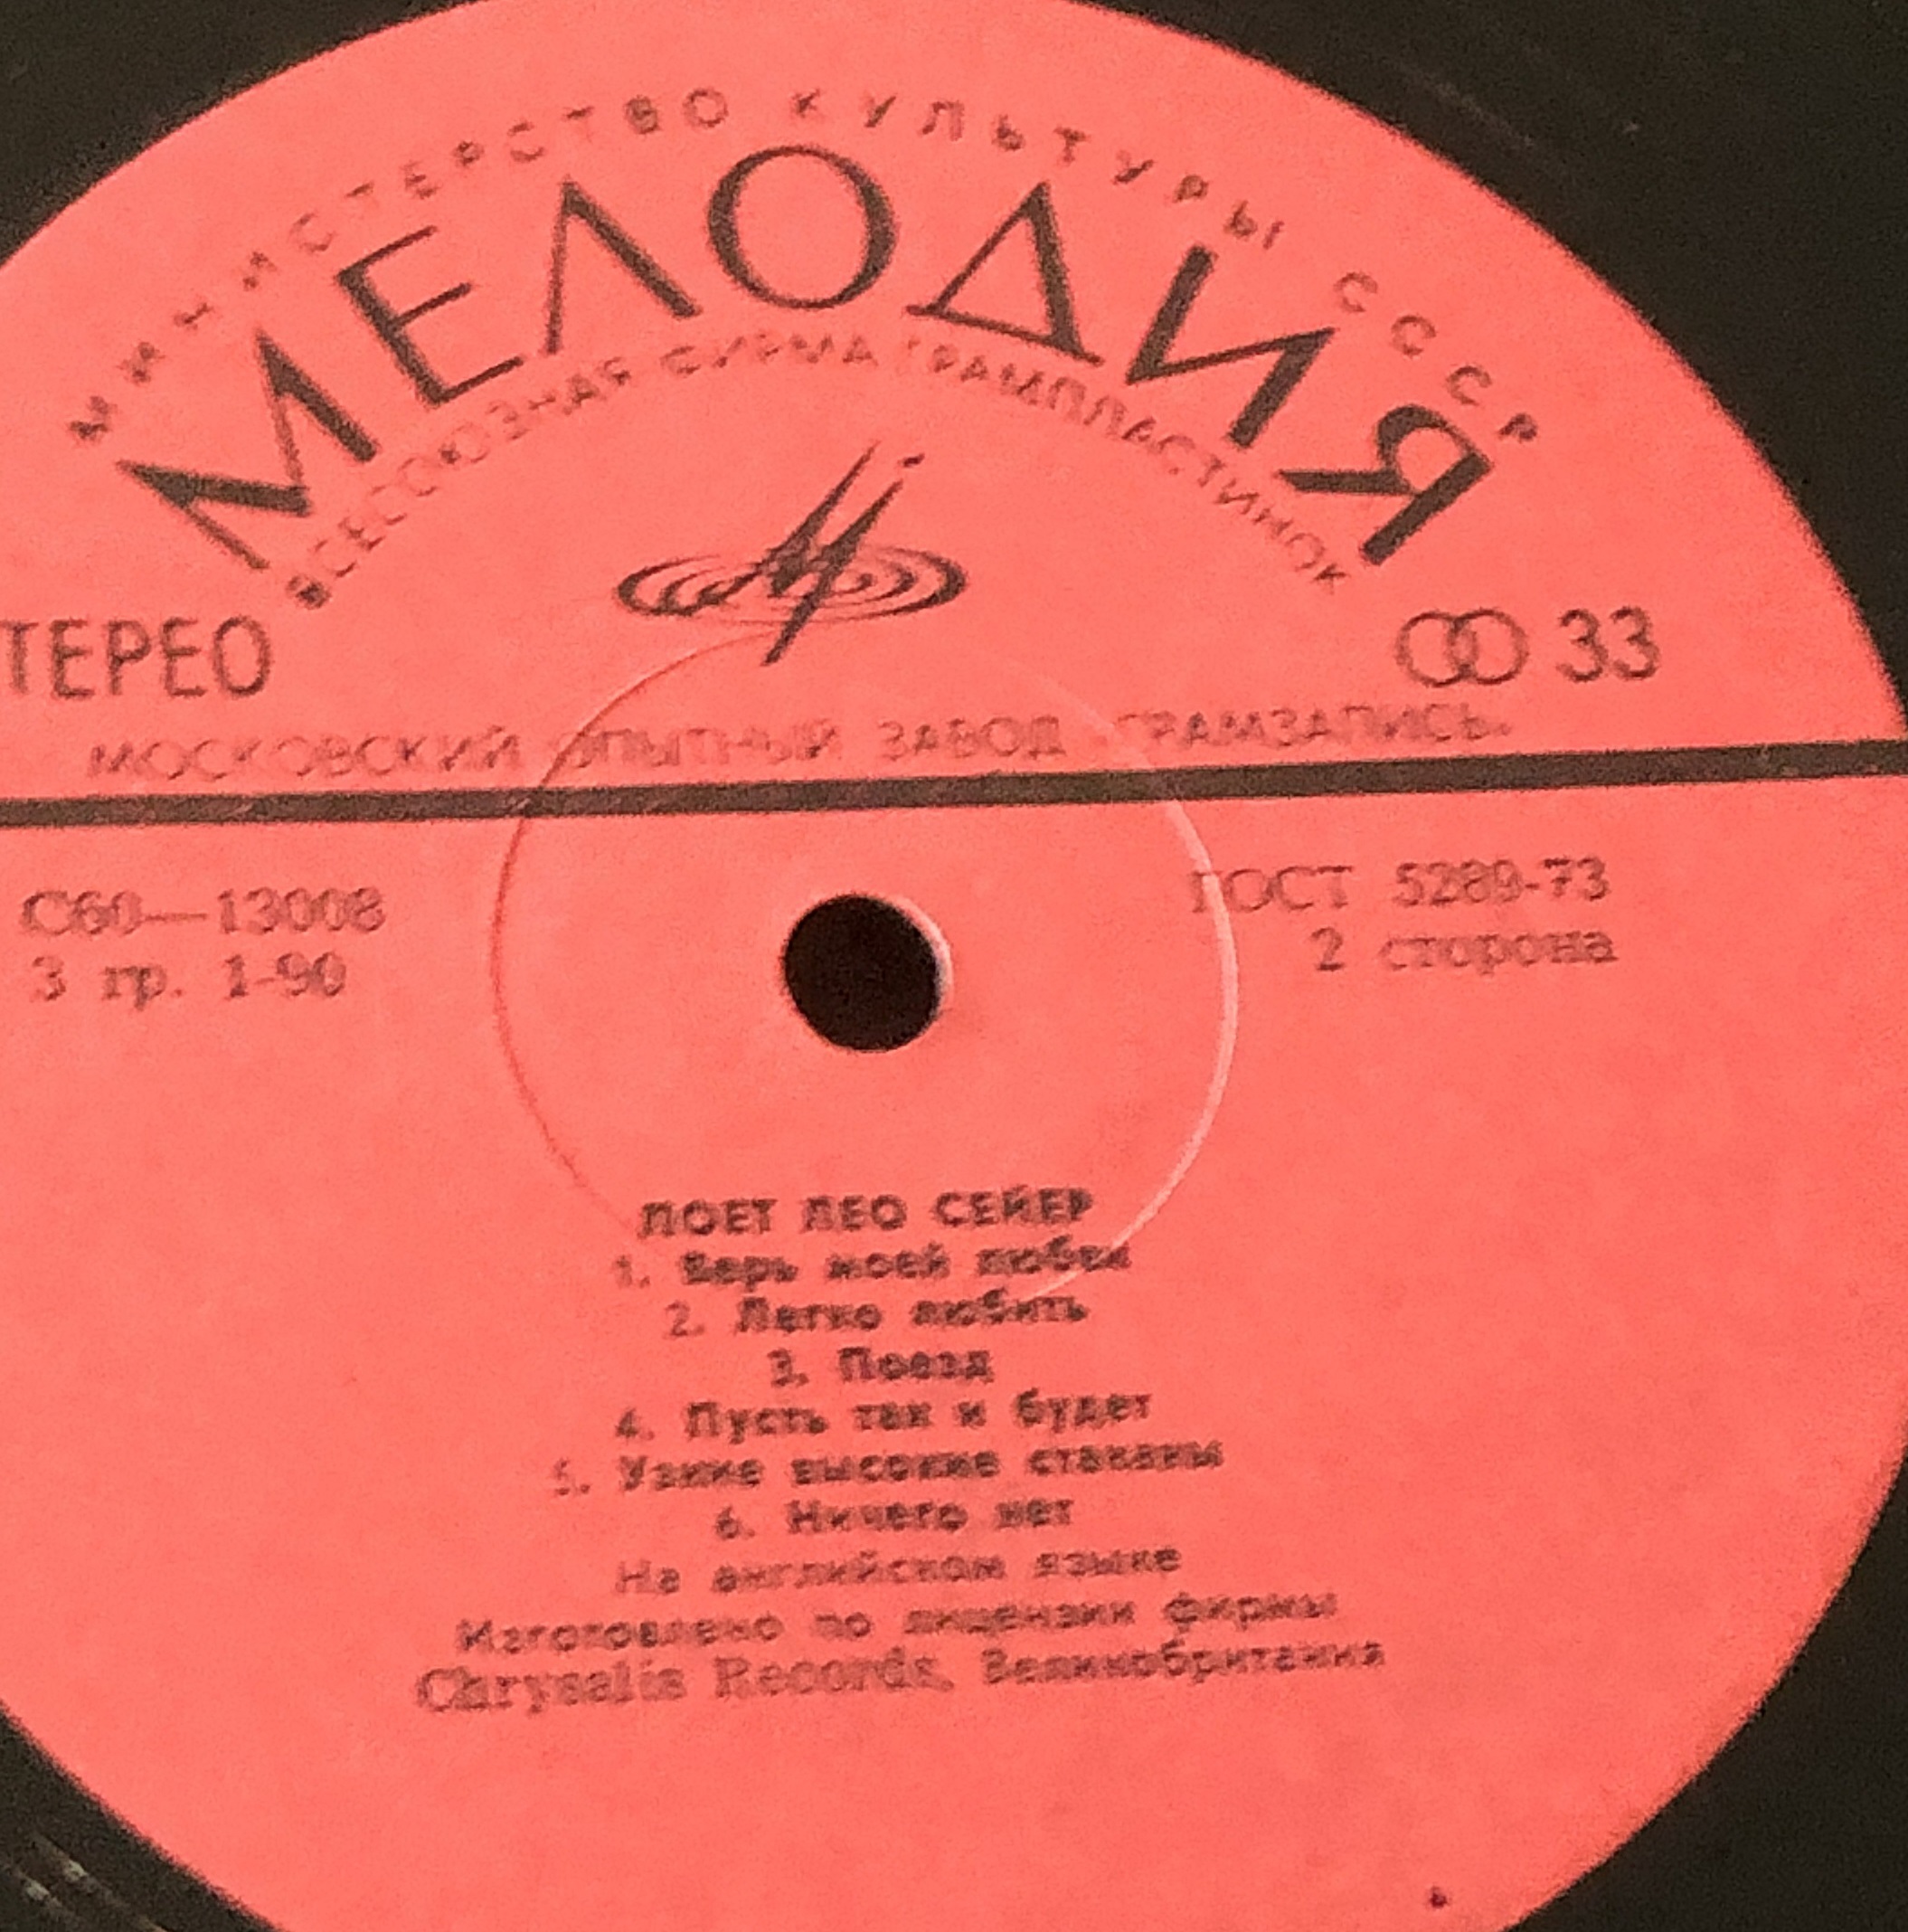 МИНИСТЕРСТВО КУЛЬТУРЫ СССР
МЕЛОДИЯ
ВСЕСОЮЗНАЯ ФИРМА ГРАМПЛАСТИНОК
ТЕРЕО
33
МОСКОВСКИЙ ОПЫТНЫЙ ЗАВОД «ГРАМЗАПИСЬ»
С60—13008
ГОСТ 5289-73
3 гр. 1-90
2 сторона
ПОЕТ ЛЕО СЕЙЕР
1. Верь моей любви
2. Легко любить
3. Поезд
4. Пусть так и будет
5. Узкие высокие стаканы
6. Ничего нет
На английском языке
Изготовлено по лицензии фирмы
Chrysalis Records, Великобритания